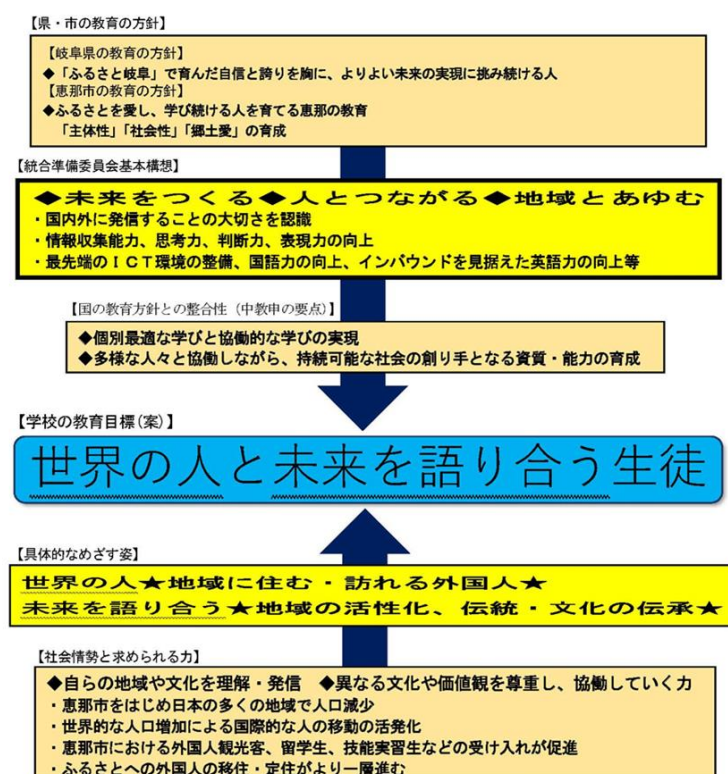 【県・市の教育の方針】
【岐阜県の教育の方針】
◆「ふるさと岐阜」で育んだ自信と誇りを胸に、よりよい未来の実現に挑み続ける人
【恵那市の教育の方針】
◆ふるさとを愛し、学び続ける人を育てる恵那の教育
「主体性」「社会性」「郷土愛」の育成
【統合準備委員会基本構想】
◆未来をつくる◆人とつながる◆地域とあゆむ
・国内外に発信することの大切さを認識
・情報収集能力、思考力、判断力、表現力の向上
・最先端のICT環境の整備、国語力の向上、インバウンドを見据えた英語力の向上等
【国の教育方針との整合性（中教申の要点）】
◆個別最適な学びと協働的な学びの実現
◆多様な人々と協働しながら、持続可能な社会の創り手となる資質・能力の育成
【学校の教育目標(案)】
世界の人と未来を語り合う生徒
【具体的なめざす姿】
世界の人★地域に住む・訪れる外国人★
未来を語り合う★地域の活性化、伝統・文化の伝承★
【社会情勢と求められる力】
◆自らの地域や文化を理解・発信　◆異なる文化や価値観を尊重し、協働していく力
・恵那市をはじめ日本の多くの地域で人口減少
・世界的な人口増加による国際的な人の移動の活発化
・恵那市における外国人観光客、留学生、技能実習生などの受け入れが促進
・ふるさとへの外国人の移住・定住がより一層進む